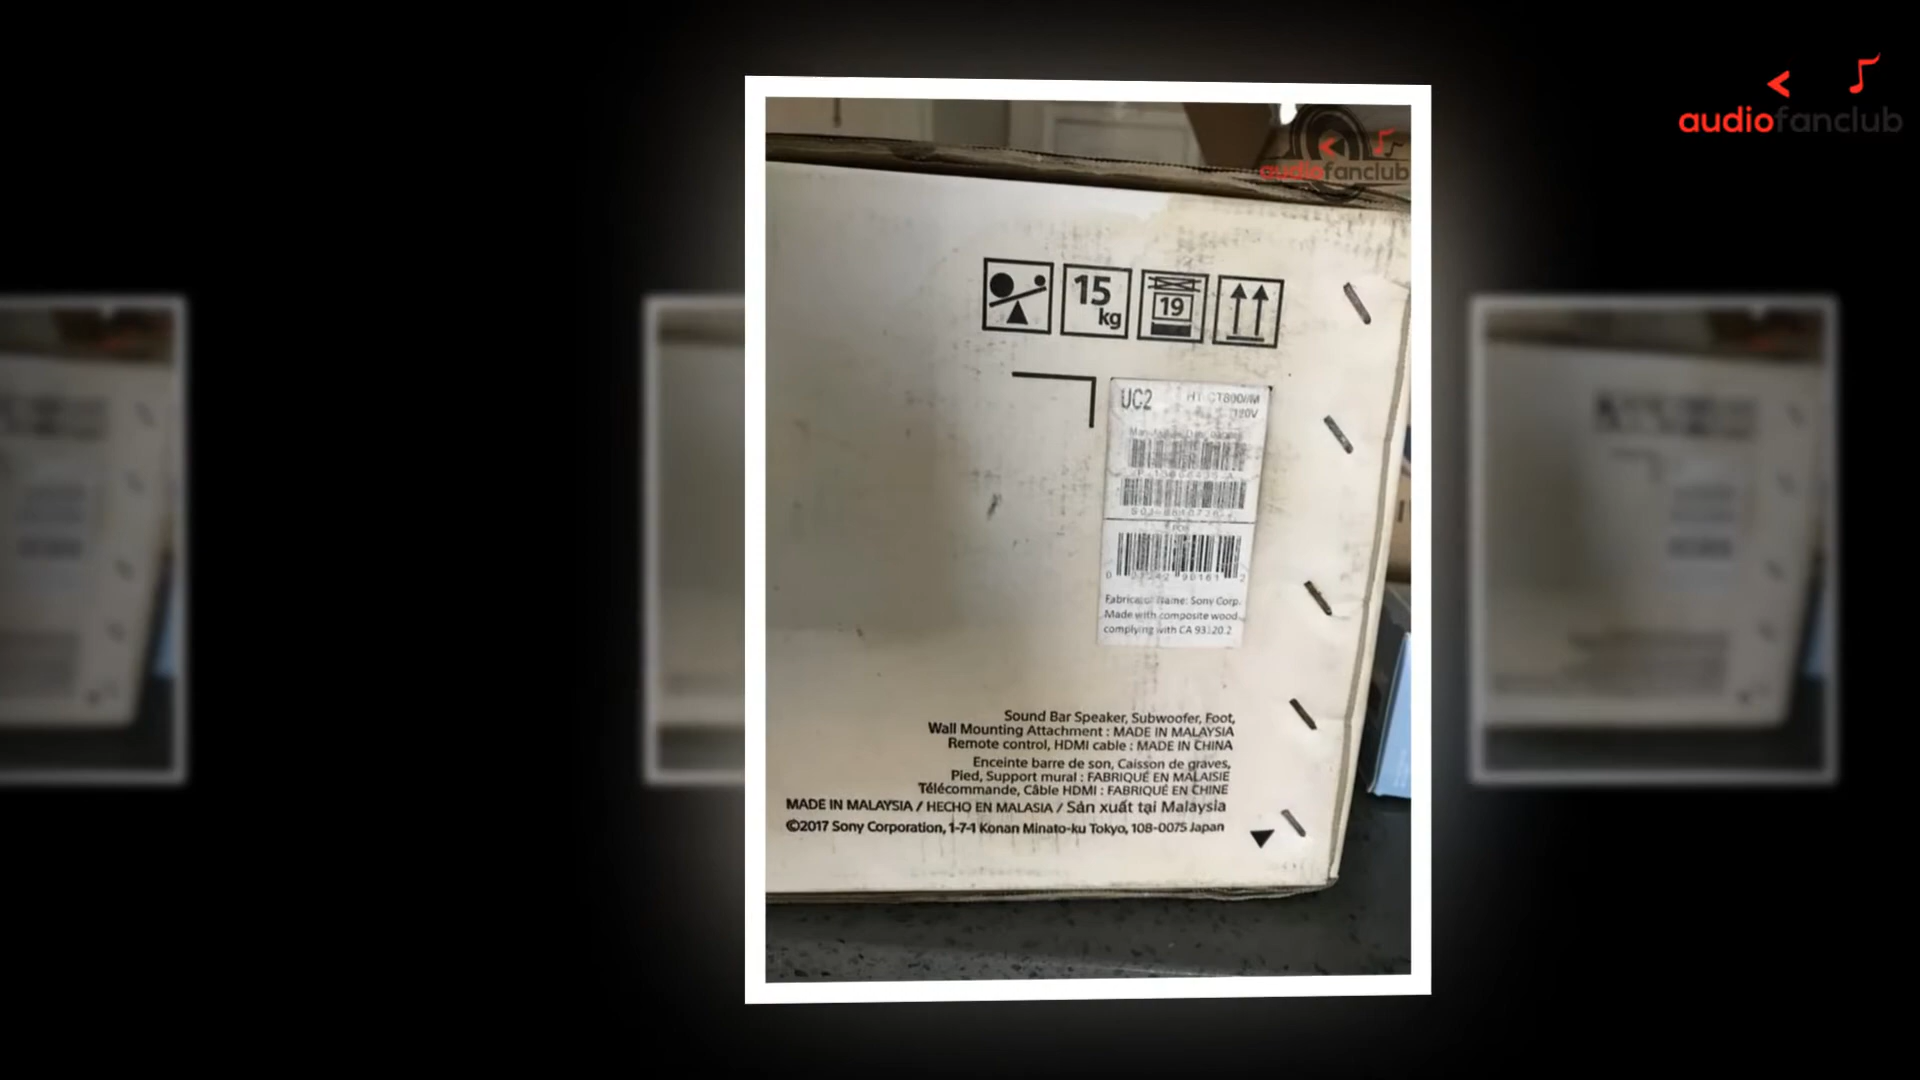 audiofanclub
audiofanclub
15
kg
19
UC2
120V
Fabricator Name: Sony Corp.
Made with composite wood
complying with CA 93120.2
Sound Bar Speaker, Subwoofer, Foot,
Wall Mounting Attachment : MADE IN MALAYSIA
Remote control, HDMI cable : MADE IN CHINA
Enceinte barre de son, Caisson de graves,
Pied, Support mural : FABRIQUÉ EN MALAISIE
Télécommande, Câble HDMI : FABRIQUÉ EN CHINE
MADE IN MALAYSIA / HECHO EN MALASIA / Sản xuất tại Malaysia
©2017 Sony Corporation, 1-7-1 Konan Minato-ku Tokyo, 108-0075 Japan